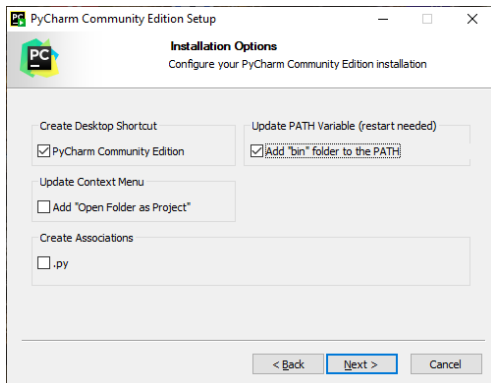 PC PyCharm Community Edition Setup
PC
Installation Options
Configure your PyCharm Community Edition installation
Create Desktop Shortcut
PyCharm Community Edition
Update PATH Variable (restart needed)
Add "bin" folder to the PATH
Update Context Menu
Add "Open Folder as Project"
Create Associations
.py
< Back
Next >
Cancel